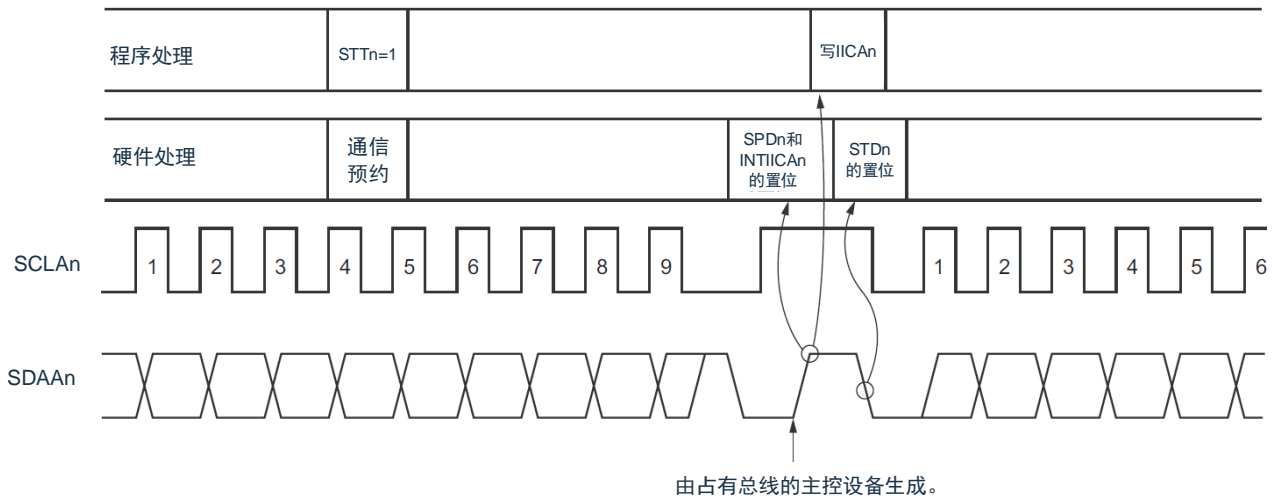 程序处理
STTn=1
写IICAn
硬件处理
通信
预约
SPDn和
INTIICAn
的置位
STDn
的置位
SCLAn
1 2 3 4 5 6 7 8 9 1 2 3 4 5 6
SDAAn
由占有总线的主控设备生成。